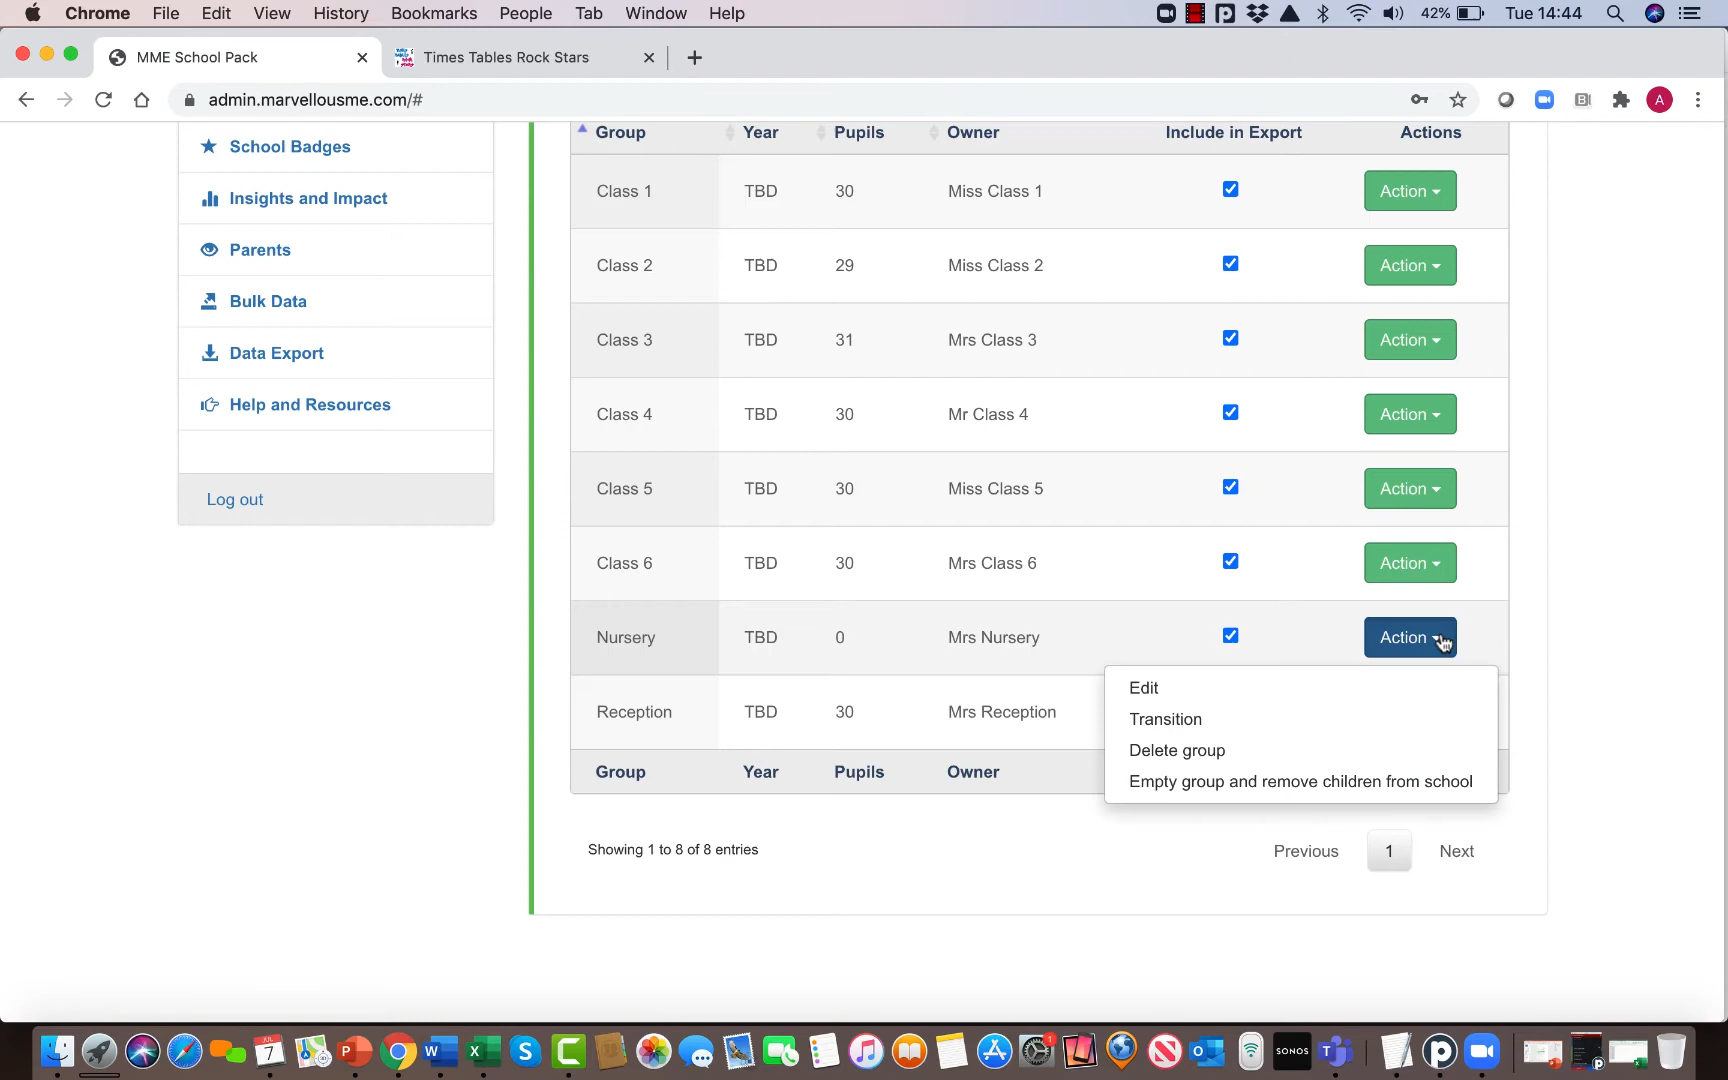 Chrome File Edit View History Bookmarks People Tab Window Help 42% Tue 14:44
MME School Pack Times Tables Rock Stars
admin.marvellousme.com/# A
Group Year Pupils Owner Include in Export Actions
School Badges
Insights and Impact
Parents
Bulk Data
Data Export
Help and Resources
Log out
Class 1 TBD 30 Miss Class 1 Action
Class 2 TBD 29 Miss Class 2 Action
Class 3 TBD 31 Mrs Class 3 Action
Class 4 TBD 30 Mr Class 4 Action
Class 5 TBD 30 Miss Class 5 Action
Class 6 TBD 30 Mrs Class 6 Action
Nursery TBD 0 Mrs Nursery Action
Reception TBD 30 Mrs Reception
Edit
Transition
Delete group
Empty group and remove children from school
Group Year Pupils Owner
Showing 1 to 8 of 8 entries Previous 1 Next
JUL 7 P W X S C 1 O SONOS T P